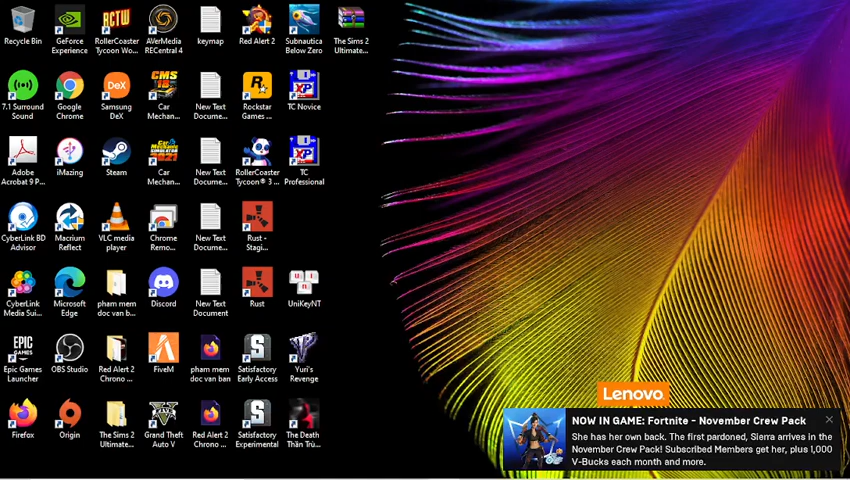 Recycle Bin
GeForce
Experience
RollerCoaster
Tycoon Wo...
AVerMedia
RECentral 4
keymap
Red Alert 2
Subnautica
Below Zero
The Sims 2
Ultimate...
7.1 Surround
Sound
Google
Chrome
Samsung
DeX
Car
Mechan...
New Text
Docume...
Rockstar
Games ...
TC Novice
Adobe
Acrobat 9 P...
iMazing
Steam
Car
Mechan...
New Text
Docume...
RollerCoaster
Tycoon® 3 ...
TC
Professional
CyberLink BD
Advisor
Macrium
Reflect
VLC media
player
Chrome
Remo...
New Text
Docume...
Rust -
Stagi...
CyberLink
Media Sui...
Microsoft
Edge
pham mem
doc van b...
Discord
New Text
Document
Rust
UniKeyNT
Epic Games
Launcher
OBS Studio
Red Alert 2
Chrono ...
FiveM
pham mem
doc van ban
Satisfactory
Early Access
Yuri's
Revenge
Firefox
Origin
The Sims 2
Ultimate...
Grand Theft
Auto V
Red Alert 2
Chrono ...
Satisfactory
Experimental
The Death
Thần Trù...
Lenovo
NOW IN GAME: Fortnite - November Crew Pack
She has her own back. The first pardoned, Sierra arrives in the
November Crew Pack! Subscribed Members get her, plus 1,000
V-Bucks each month and more.